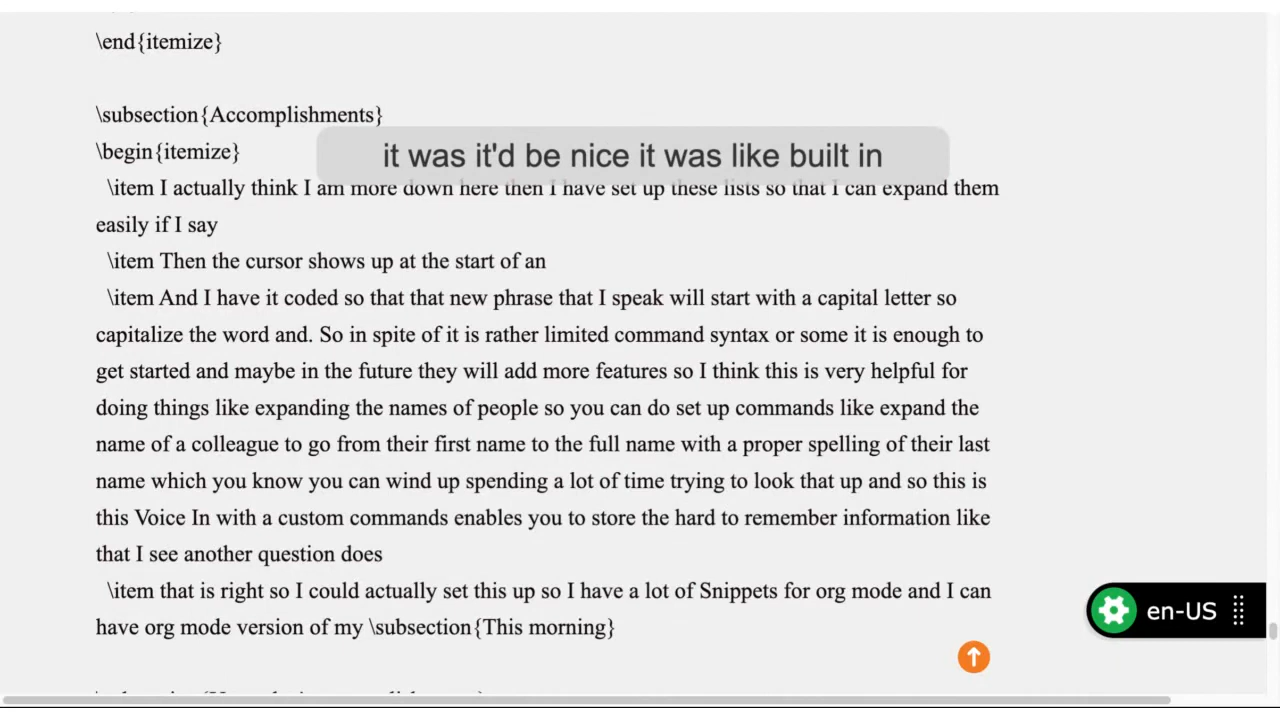 \end{itemize}
\subsection{Accomplishments}
\begin{itemize}
it was it'd be nice it was like built in
\item I actually think I am more down here then I have set up these lists so that I can expand them
easily if I say
\item Then the cursor shows up at the start of an
\item And I have it coded so that that new phrase that I speak will start with a capital letter so
capitalize the word and. So in spite of it is rather limited command syntax or some it is enough to
get started and maybe in the future they will add more features so I think this is very helpful for
doing things like expanding the names of people so you can do set up commands like expand the
name of a colleague to go from their first name to the full name with a proper spelling of their last
name which you know you can wind up spending a lot of time trying to look that up and so this is
this Voice In with a custom commands enables you to store the hard to remember information like
that I see another question does
\item that is right so I could actually set this up so I have a lot of Snippets for org mode and I can
have org mode version of my \subsection{This morning}
en-US